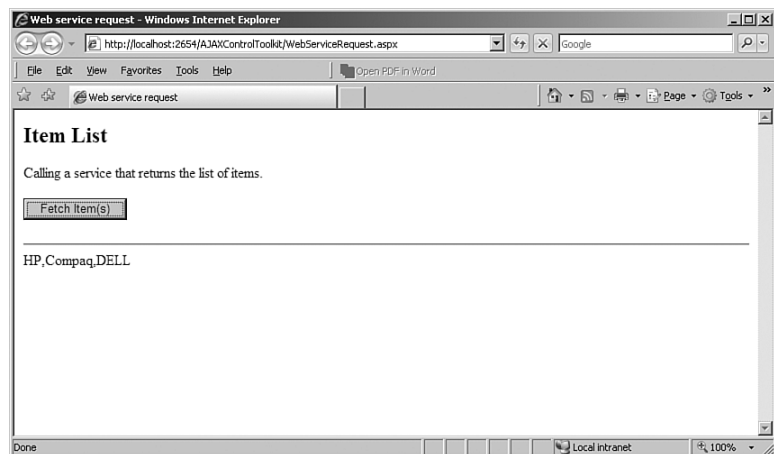 Web service request - Windows Internet Explorer
http://localhost:2654/AJAXControlToolkit/WebServiceRequest.aspx
Google
File Edit View Favorites Tools Help
Open PDF in Word
Web service request
Page
Tools
Item List
Calling a service that returns the list of items.
Fetch Item(s)
HP,Compaq,DELL
Done
Local intranet
100%